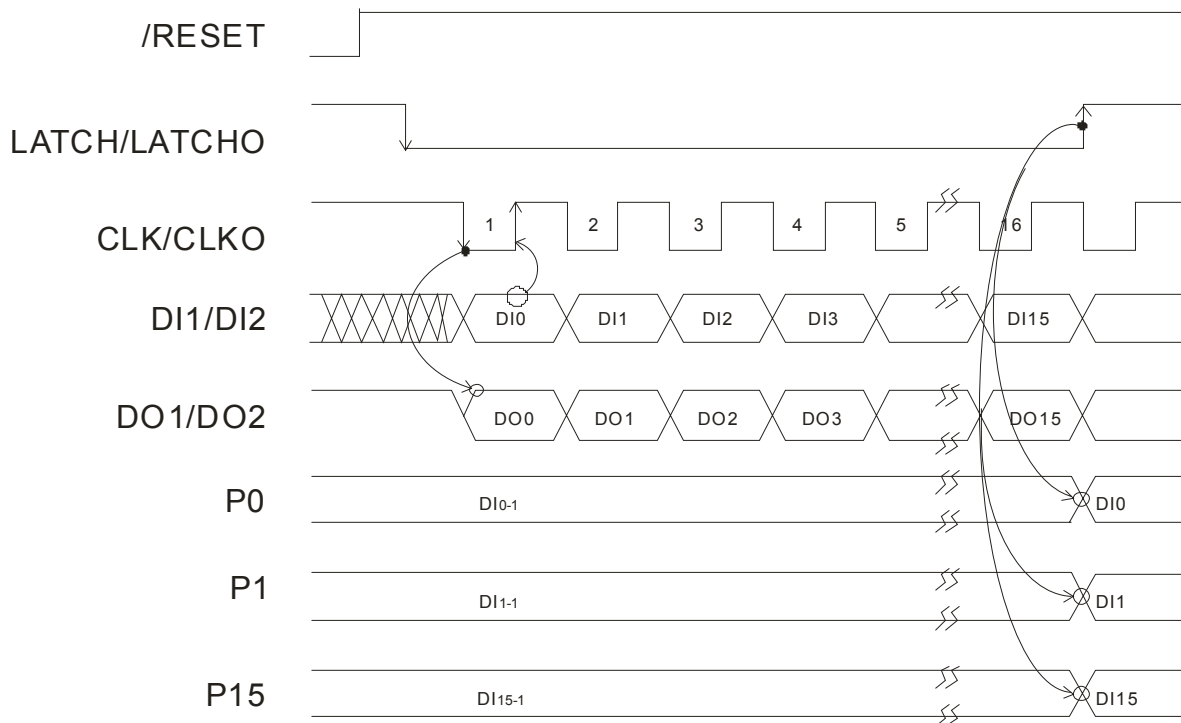 /RESET
LATCH/LATCHO
CLK/CLKO
1 2 3 4 5 16
DI1/DI2
DI0 DI1 DI2 DI3 DI15
DO1/DO2
DO0 DO1 DO2 DO3 DO15
P0
DI0-1 DI0
P1
DI1-1 DI1
P15
DI15-1 DI15